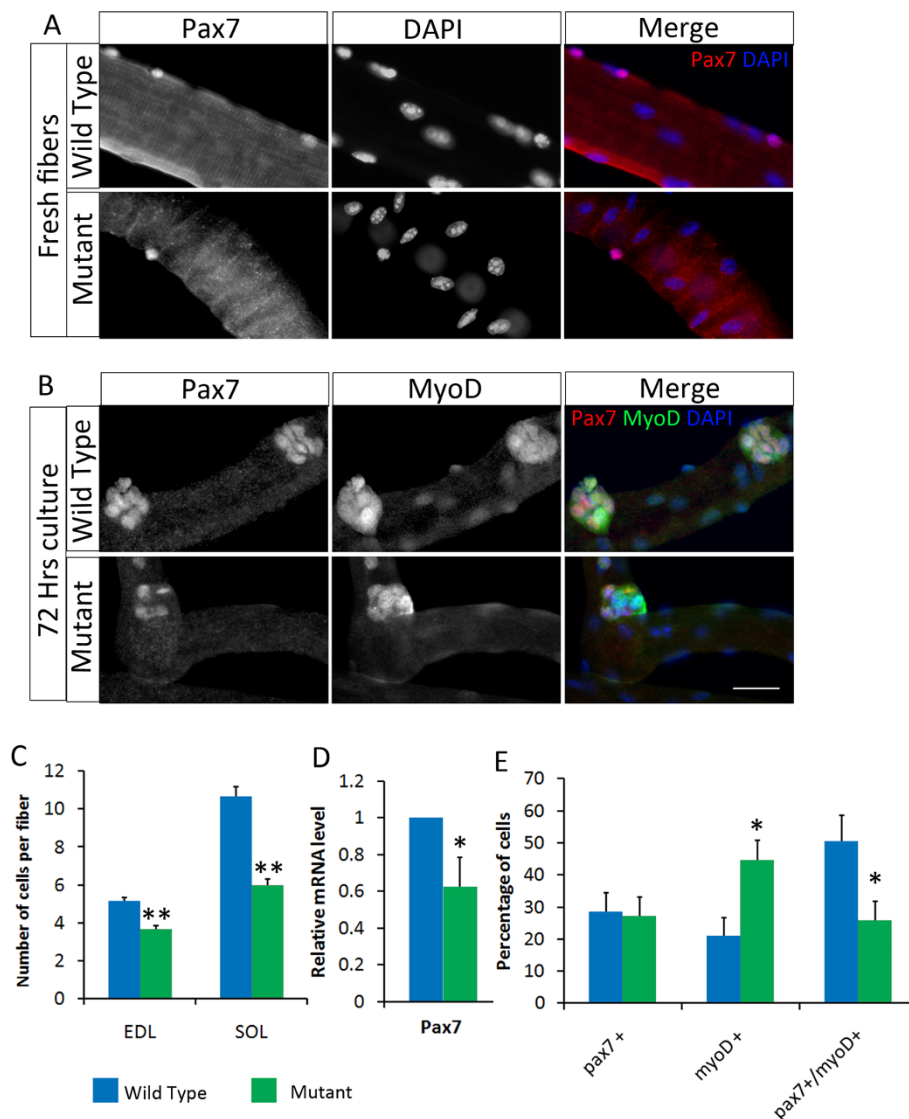 A
Pax7 DAPI Merge
Fresh fibers
Wild Type
Pax7 DAPI
Mutant
B
Pax7 MyoD Merge
72 Hrs culture
Wild Type
Pax7 MyoD DAPI
Mutant
C
Number of cells per fiber
12
10
8
6
4
2
0
**
**
EDL SOL
D
Relative mRNA level
1.2
1
0.8
0.6
0.4
0.2
0
*
Pax7
E
Percentage of cells
70
60
50
40
30
20
10
0
*
*
pax7+
myoD+
pax7+/myoD+
Wild Type Mutant